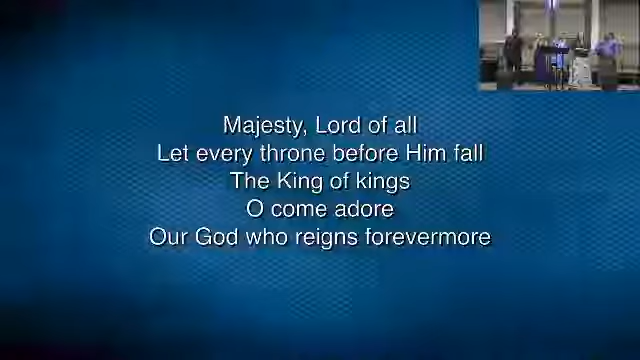 Majesty, Lord of all
Let every throne before Him fall
The King of kings
O come adore
Our God who reigns forevermore